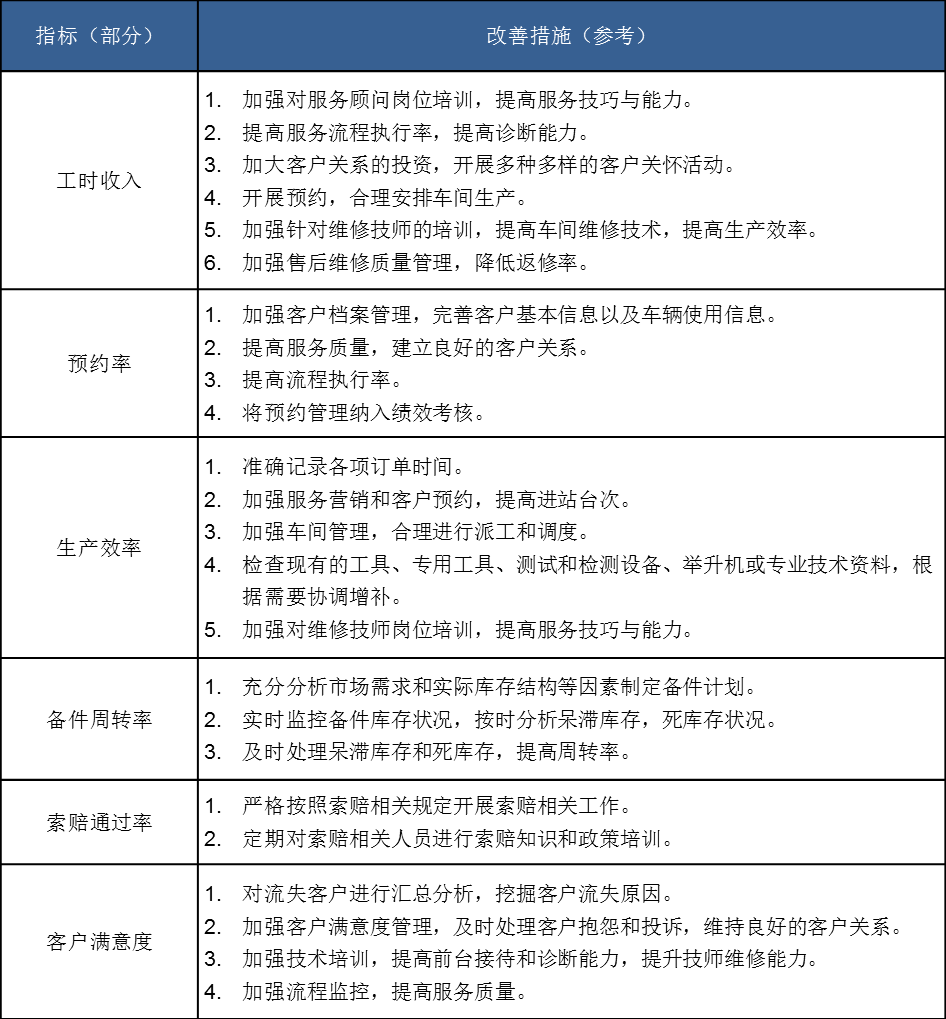 指标（部分）
改善措施（参考）
工时收入
1. 加强对服务顾问岗位培训，提高服务技巧与能力。
2. 提高服务流程执行率，提高诊断能力。
3. 加大客户关系的投资，开展多种多样的客户关怀活动。
4. 开展预约，合理安排车间生产。
5. 加强针对维修技师的培训，提高车间维修技术，提高生产效率。
6. 加强售后维修质量管理，降低返修率。
预约率
1. 加强客户档案管理，完善客户基本信息以及车辆使用信息。
2. 提高服务质量，建立良好的客户关系。
3. 提高流程执行率。
4. 将预约管理纳入绩效考核。
生产效率
1. 准确记录各项订单时间。
2. 加强服务营销和客户预约，提高进站台次。
3. 加强车间管理，合理进行派工和调度。
4. 检查现有的工具、专用工具、测试和检测设备、举升机或专业技术资料，根
据需要协调增补。
5. 加强对维修技师岗位培训，提高服务技巧与能力。
备件周转率
1. 充分分析市场需求和实际库存结构等因素制定备件计划。
2. 实时监控备件库存状况，按时分析呆滞库存，死库存状况。
3. 及时处理呆滞库存和死库存，提高周转率。
索赔通过率
1. 严格按照索赔相关规定开展索赔相关工作。
2. 定期对索赔相关人员进行索赔知识和政策培训。
客户满意度
1. 对流失客户进行汇总分析，挖掘客户流失原因。
2. 加强客户满意度管理，及时处理客户抱怨和投诉，维持良好的客户关系。
3. 加强技术培训，提高前台接待和诊断能力，提升技师维修能力。
4. 加强流程监控，提高服务质量。